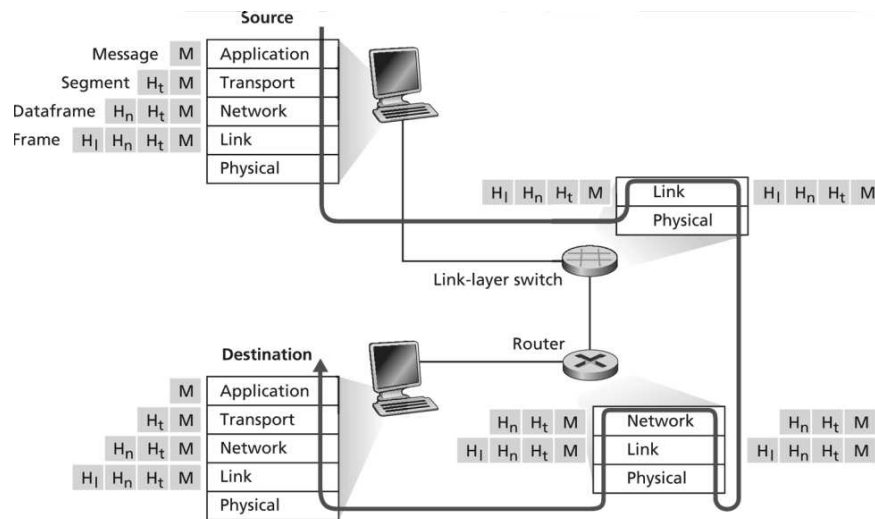 Source
Message M Application
Segment Ht M Transport
Dataframe Hn Ht M Network
Frame Hl Hn Ht M Link
Physical
Hl Hn Ht M Link Hl Hn Ht M
Physical
Link-layer switch
Router
Destination
M Application
Ht M Transport
Hn Ht M Network
Hl Hn Ht M Link
Physical
Hn Ht M Network Hn Ht M
Hl Hn Ht M Link Hl Hn Ht M
Physical